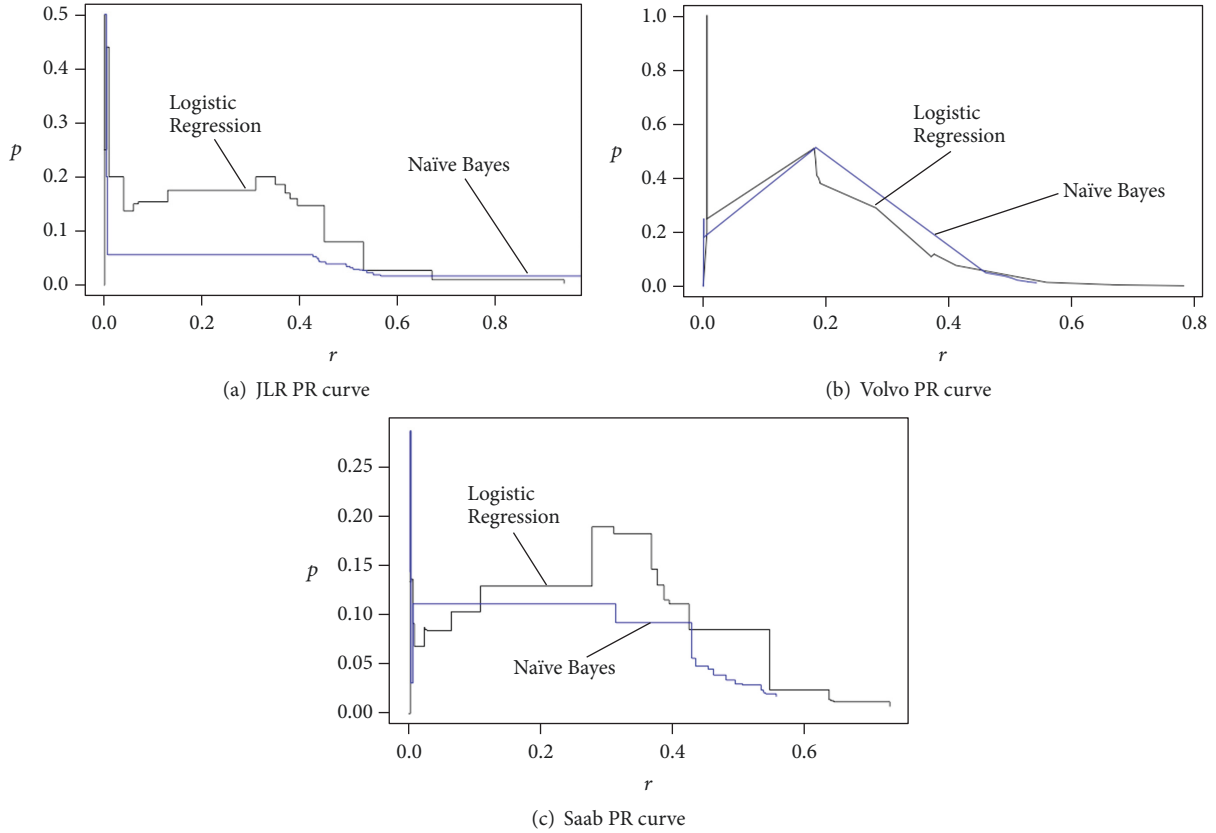 0.5
0.4
0.3
0.2
0.1
0.0
p
Logistic
Regression
Naïve Bayes
0.0 0.2 0.4 0.6 0.8
r
(a) JLR PR curve
1.0
0.8
0.6
0.4
0.2
0.0
p
Logistic
Regression
Naïve Bayes
0.0 0.2 0.4 0.6 0.8
r
(b) Volvo PR curve
0.25
0.20
0.15
0.10
0.05
0.00
p
Logistic
Regression
Naïve Bayes
0.0 0.2 0.4 0.6
r
(c) Saab PR curve